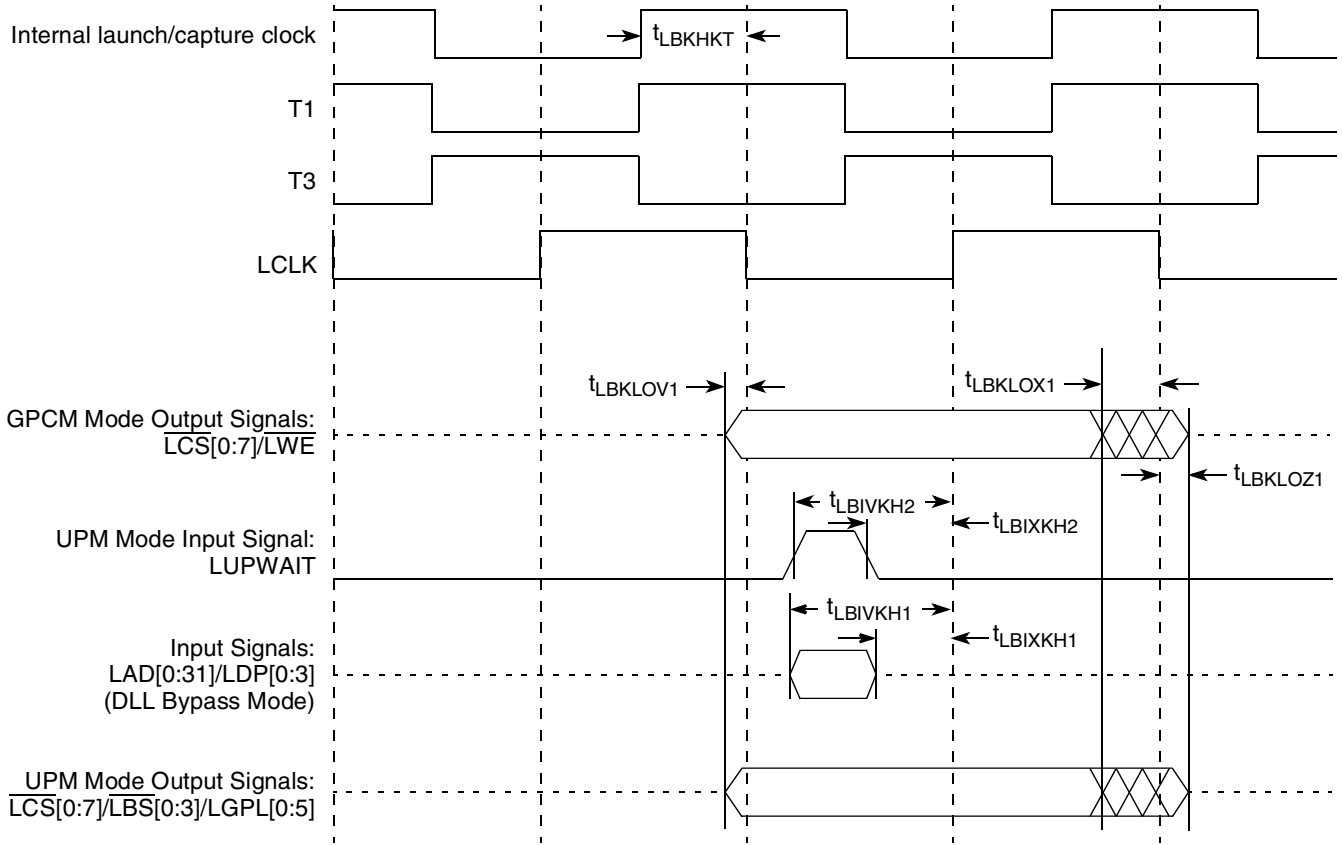 Internal launch/capture clock
tLBKHKT
T1
T3
LCLK
tLBKLOV1
tLBKLOX1
GPCM Mode Output Signals:
LCS[0:7]/LWE
tLBKLOZ1
tLBIVKH2
tLBIXKH2
UPM Mode Input Signal:
LUPWAIT
tLBIVKH1
tLBIXKH1
Input Signals:
LAD[0:31]/LDP[0:3]
(DLL Bypass Mode)
UPM Mode Output Signals:
LCS[0:7]/LBS[0:3]/LGPL[0:5]